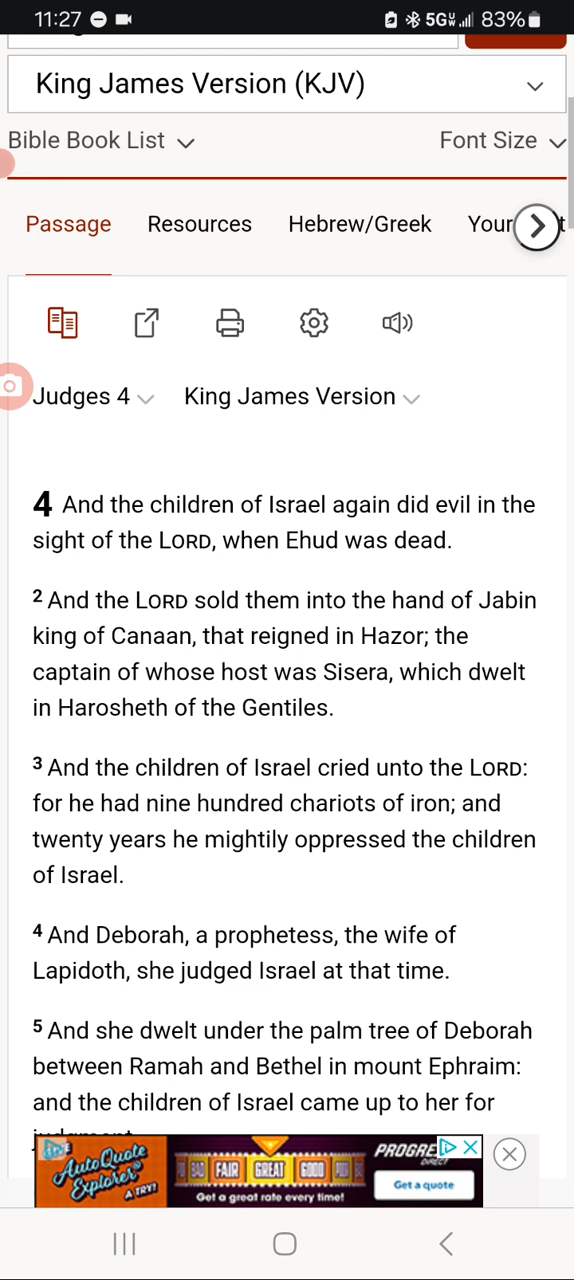 11:27 5G 83%
King James Version (KJV)
Bible Book List Font Size
Passage Resources Hebrew/Greek Your
Judges 4 King James Version
4 And the children of Israel again did evil in the
sight of the LORD, when Ehud was dead.
2 And the LORD sold them into the hand of Jabin
king of Canaan, that reigned in Hazor; the
captain of whose host was Sisera, which dwelt
in Harosheth of the Gentiles.
3 And the children of Israel cried unto the LORD:
for he had nine hundred chariots of iron; and
twenty years he mightily oppressed the children
of Israel.
4 And Deborah, a prophetess, the wife of
Lapidoth, she judged Israel at that time.
5 And she dwelt under the palm tree of Deborah
between Ramah and Bethel in mount Ephraim:
and the children of Israel came up to her for
AutoQuote
Explorer
A TRY!
BAD FAIR GREAT GOOD
Get a great rate every time!
PROGRE
DIRECT
Get a quote